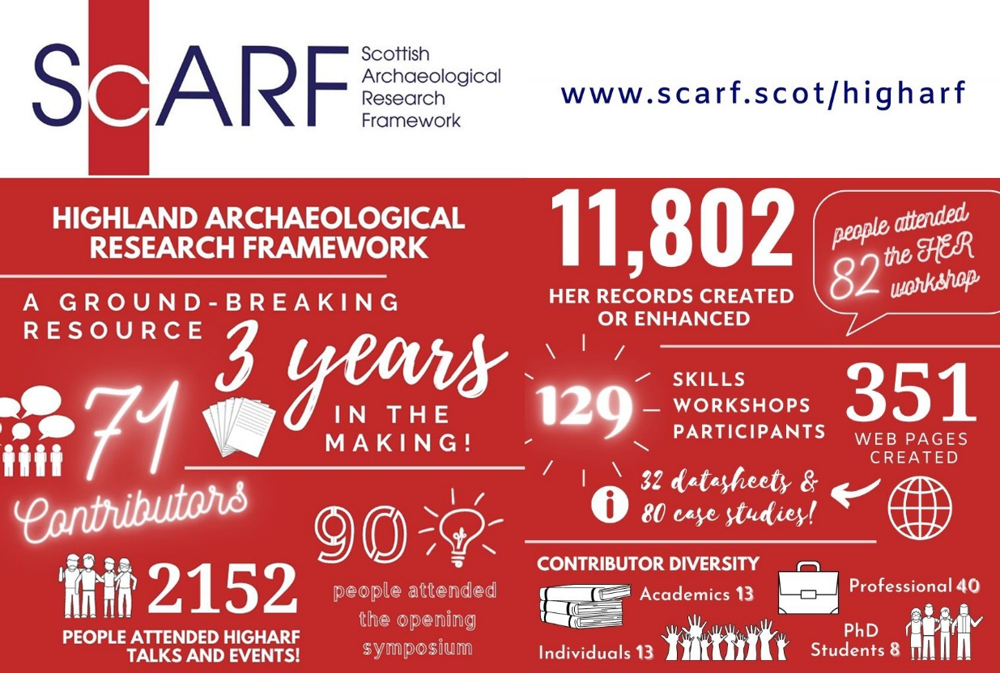 ScARF
Scottish
Archaeological
Research
Framework
www.scarf.scot/higharf
HIGHLAND ARCHAEOLOGICAL
RESEARCH FRAMEWORK
A GROUND-BREAKING
RESOURCE
3 years
IN THE
MAKING!
71
Contributors
90
people attended
the opening
symposium
2152
PEOPLE ATTENDED HIGHARF
TALKS AND EVENTS!
11,802
HER RECORDS CREATED
OR ENHANCED
people attended
82 the HER
workshop
129
SKILLS
WORKSHOPS
PARTICIPANTS
351
WEB PAGES
CREATED
32 datasheets &
80 case studies!
CONTRIBUTOR DIVERSITY
Academics 13
Professional 40
Individuals 13
PhD
Students 8